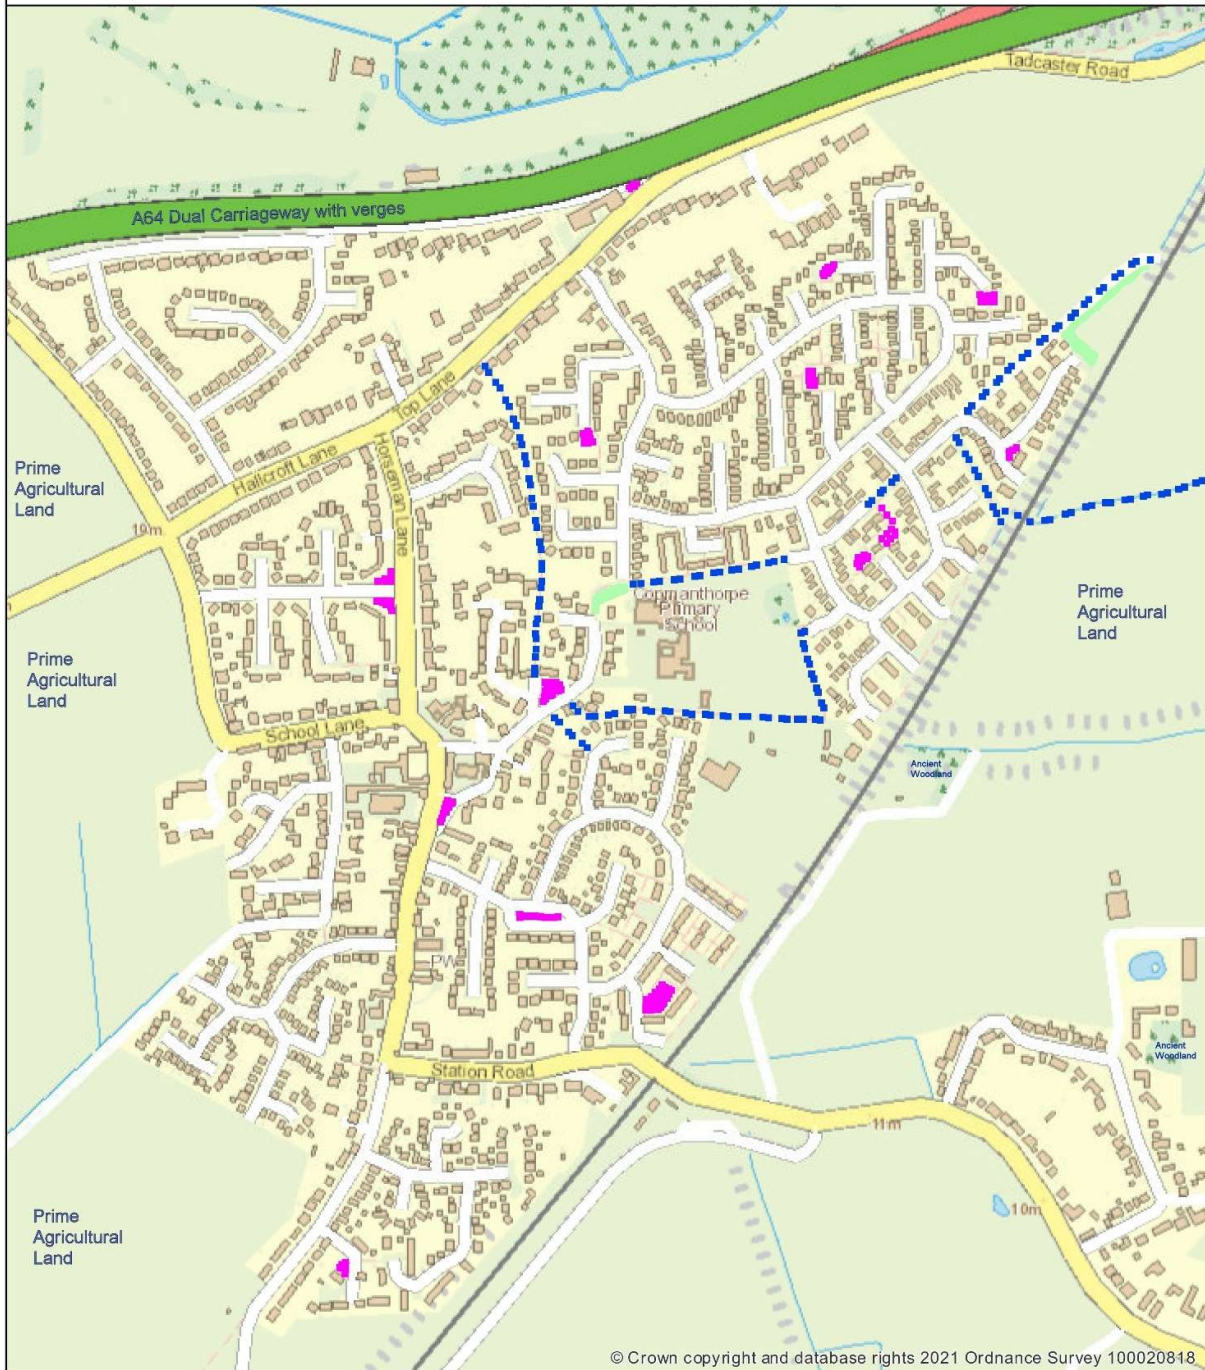 Tadcaster Road
A64 Dual Carriageway with verges
Top Lane
Hallcroft Lane
Horseman Lane
Prime
Agricultural
Land
19m
Copmanthorpe
Primary
School
Prime
Agricultural
Land
Prime
Agricultural
Land
School Lane
Ancient
Woodland
PW
Station Road
Ancient
Woodland
11m
10m
Prime
Agricultural
Land
© Crown copyright and database rights 2021 Ordnance Survey 100020818